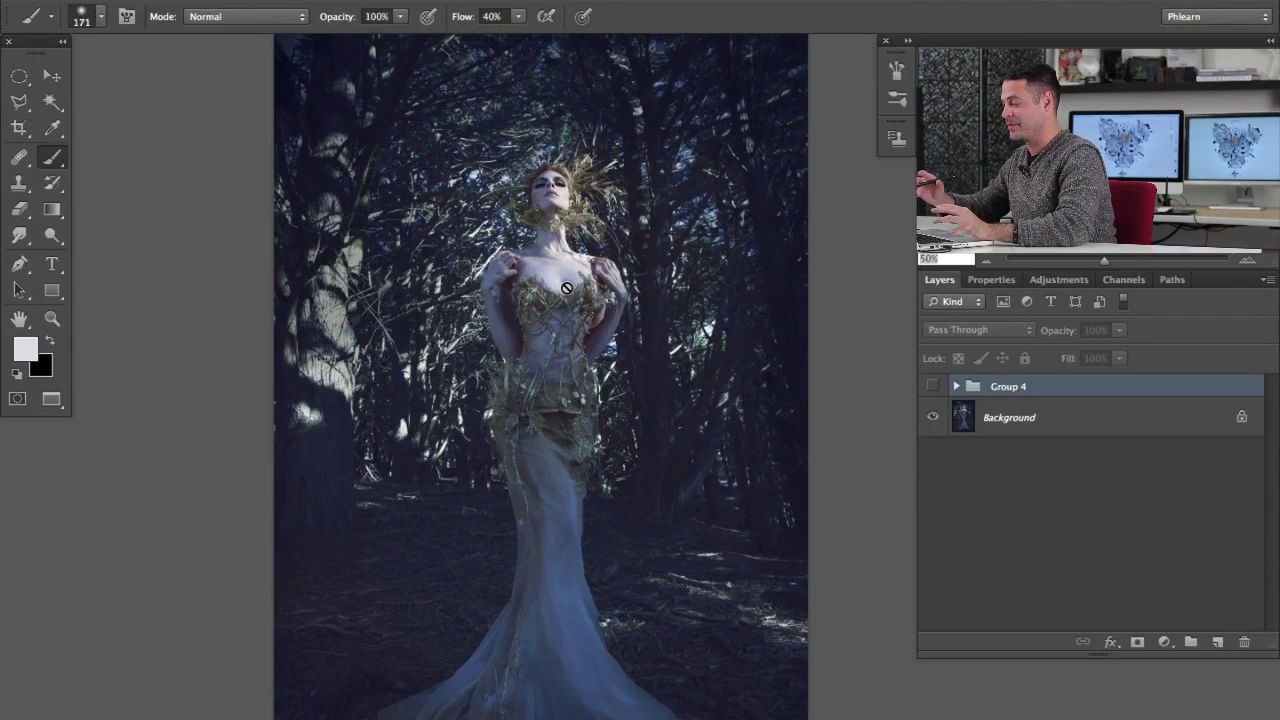 171 Mode: Normal Opacity: 100% Flow: 40% Phlearn
50%
Layers Properties Adjustments Channels Paths
Kind
Pass Through Opacity: 100%
Lock: Fill: 100%
Group 4
Background